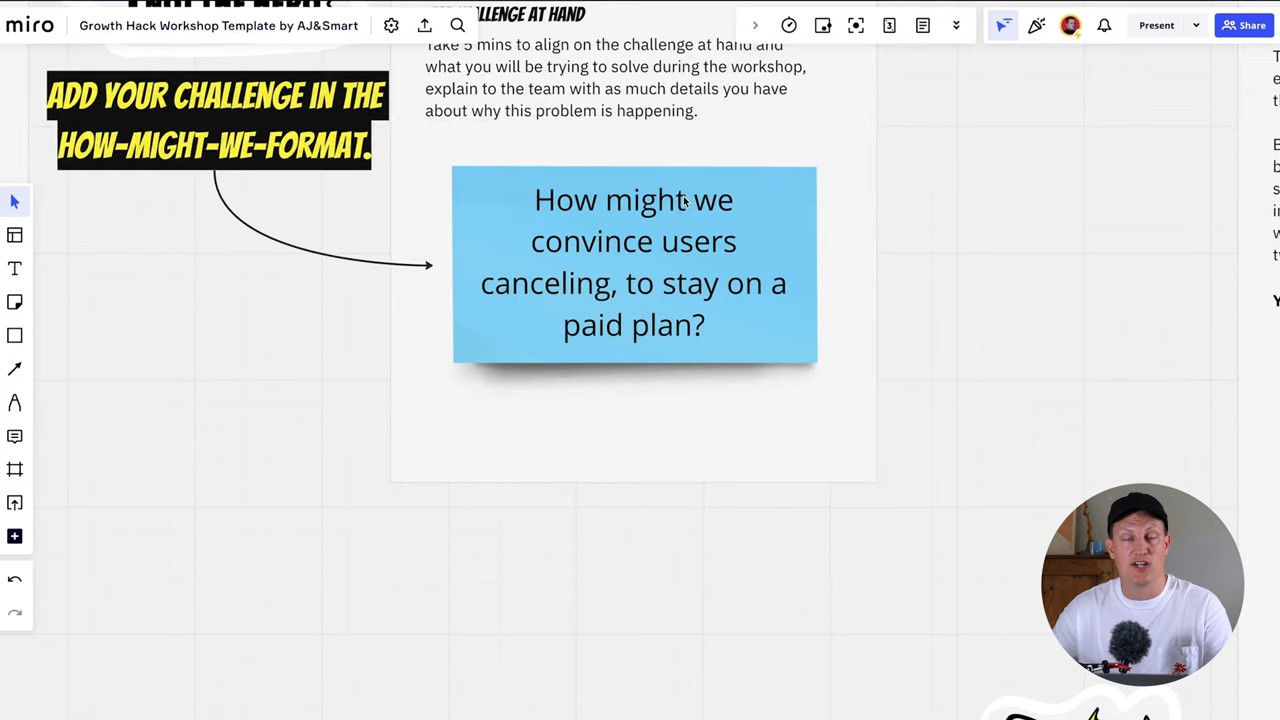 miro
Growth Hack Workshop Template by AJ&Smart
Present
Share
CHALLENGE AT HAND
Take 5 mins to align on the challenge at hand and
what you will be trying to solve during the workshop,
explain to the team with as much details you have
about why this problem is happening.
ADD YOUR CHALLENGE IN THE
HOW-MIGHT-WE-FORMAT.
How might we
convince users
canceling, to stay on a
paid plan?